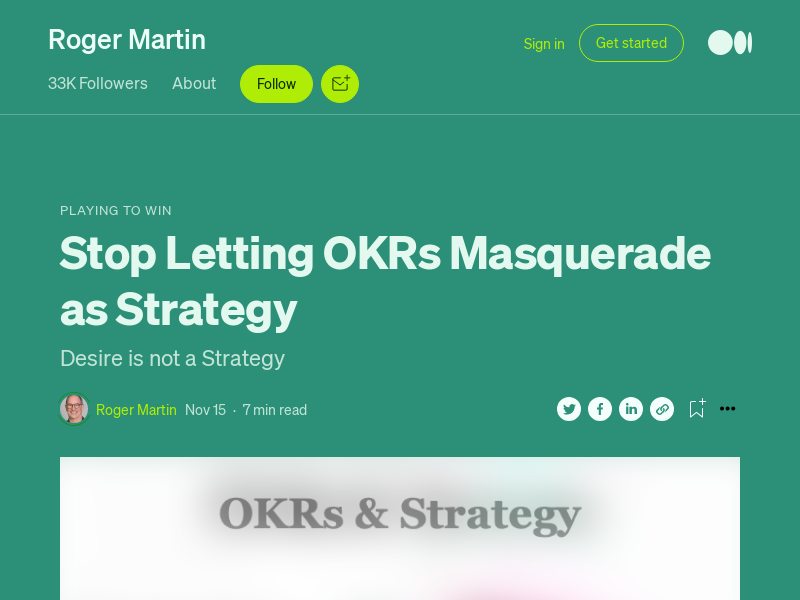 Roger Martin
Sign in
Get started
33K Followers
About
Follow
PLAYING TO WIN
Stop Letting OKRs Masquerade
as Strategy
Desire is not a Strategy
Roger Martin Nov 15 · 7 min read
OKRs & Strategy